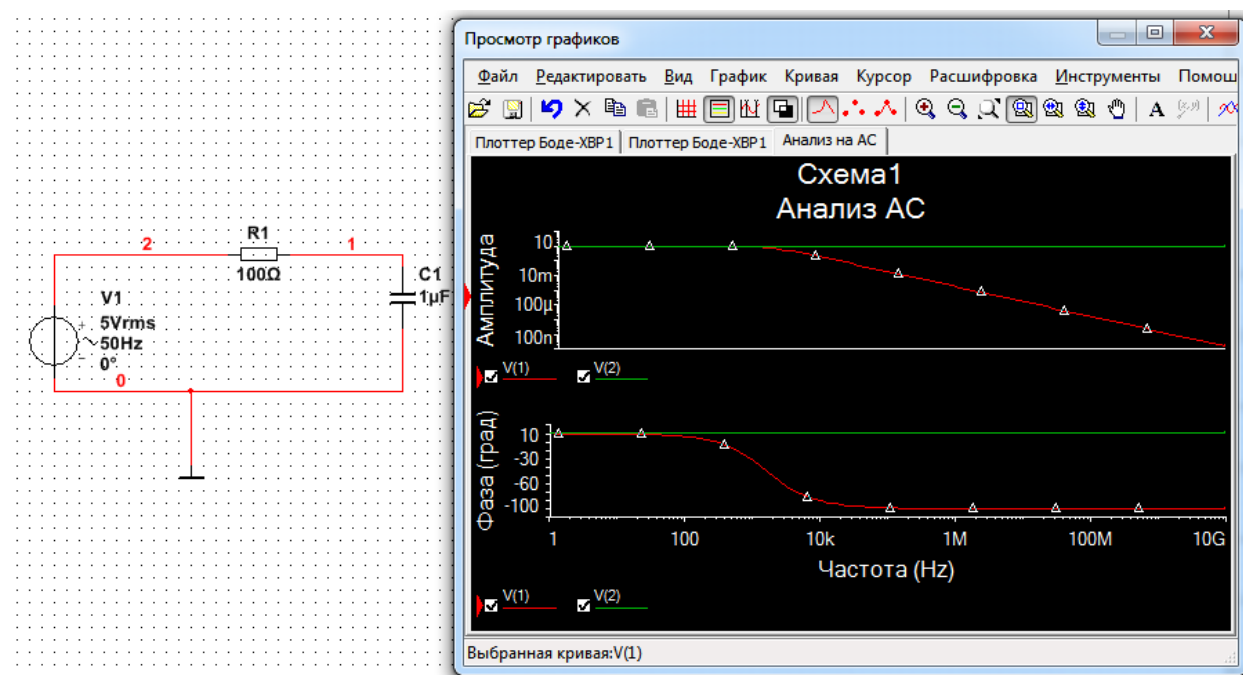 2
R1
100Ω
1
C1
1µF
V1
5Vrms
50Hz
0°
0
Просмотр графиков
Файл Редактировать Вид График Кривая Курсор Расшифровка Инструменты Помощ
A
Плоттер Боде-XBP1 Плоттер Боде-XBP1 Анализ на AC
Схема1
Анализ AC
Амплитуда
10
10m
100µ
100n
V(1) V(2)
Фаза (град)
10
-30
-60
-100
1 100 10k 1M 100M 10G
Частота (Hz)
V(1) V(2)
Выбранная кривая:V(1)